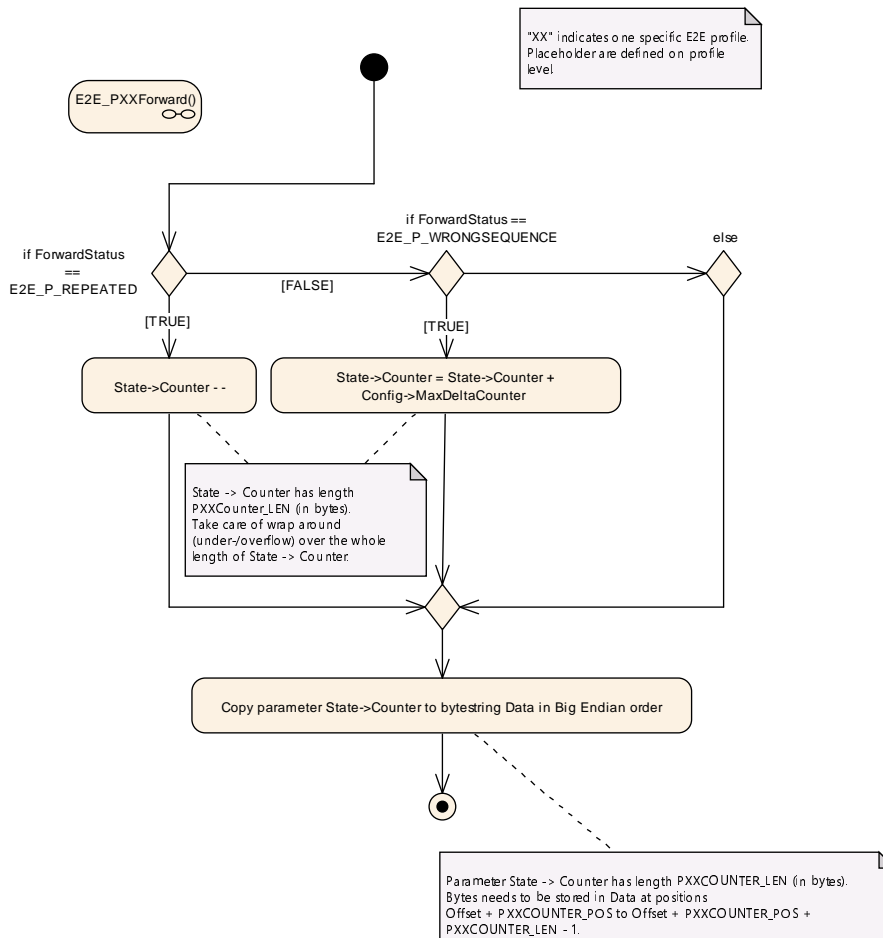 "XX" indicates one specific E2E profile.
Placeholder are defined on profile
level.
E2E_PXXForward()
if ForwardStatus ==
E2E_P_WRONGSEQUENCE
else
if ForwardStatus
==
E2E_P_REPEATED
[FALSE]
[TRUE]
[TRUE]
State->Counter - -
State->Counter = State->Counter +
Config->MaxDeltaCounter
State -> Counter has length
PXXCounter_LEN (in bytes).
Take care of wrap around
(under-/overflow) over the whole
length of State -> Counter.
Copy parameter State->Counter to bytestring Data in Big Endian order
Parameter State -> Counter has length PXXCOUNTER_LEN (in bytes).
Bytes needs to be stored in Data at positions
Offset + PXXCOUNTER_POS to Offset + PXXCOUNTER_POS +
PXXCOUNTER_LEN - 1.